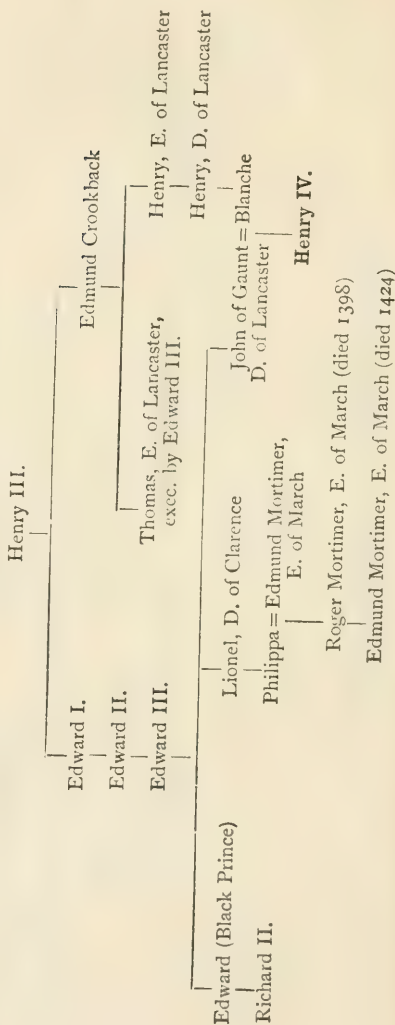 Henry III.
Edward I.
Edmund Crookback
Edward II.
Thomas, E. of Lancaster,
exec. by Edward III.
Henry, E. of Lancaster
Edward III.
Henry, D. of Lancaster
Edward (Black Prince)
Lionel, D. of Clarence
John of Gaunt = Blanche
D. of Lancaster
Richard II.
Philippa = Edmund Mortimer,
E. of March
Henry IV.
Roger Mortimer, E. of March (died 1398)
Edmund Mortimer, E. of March (died 1424)